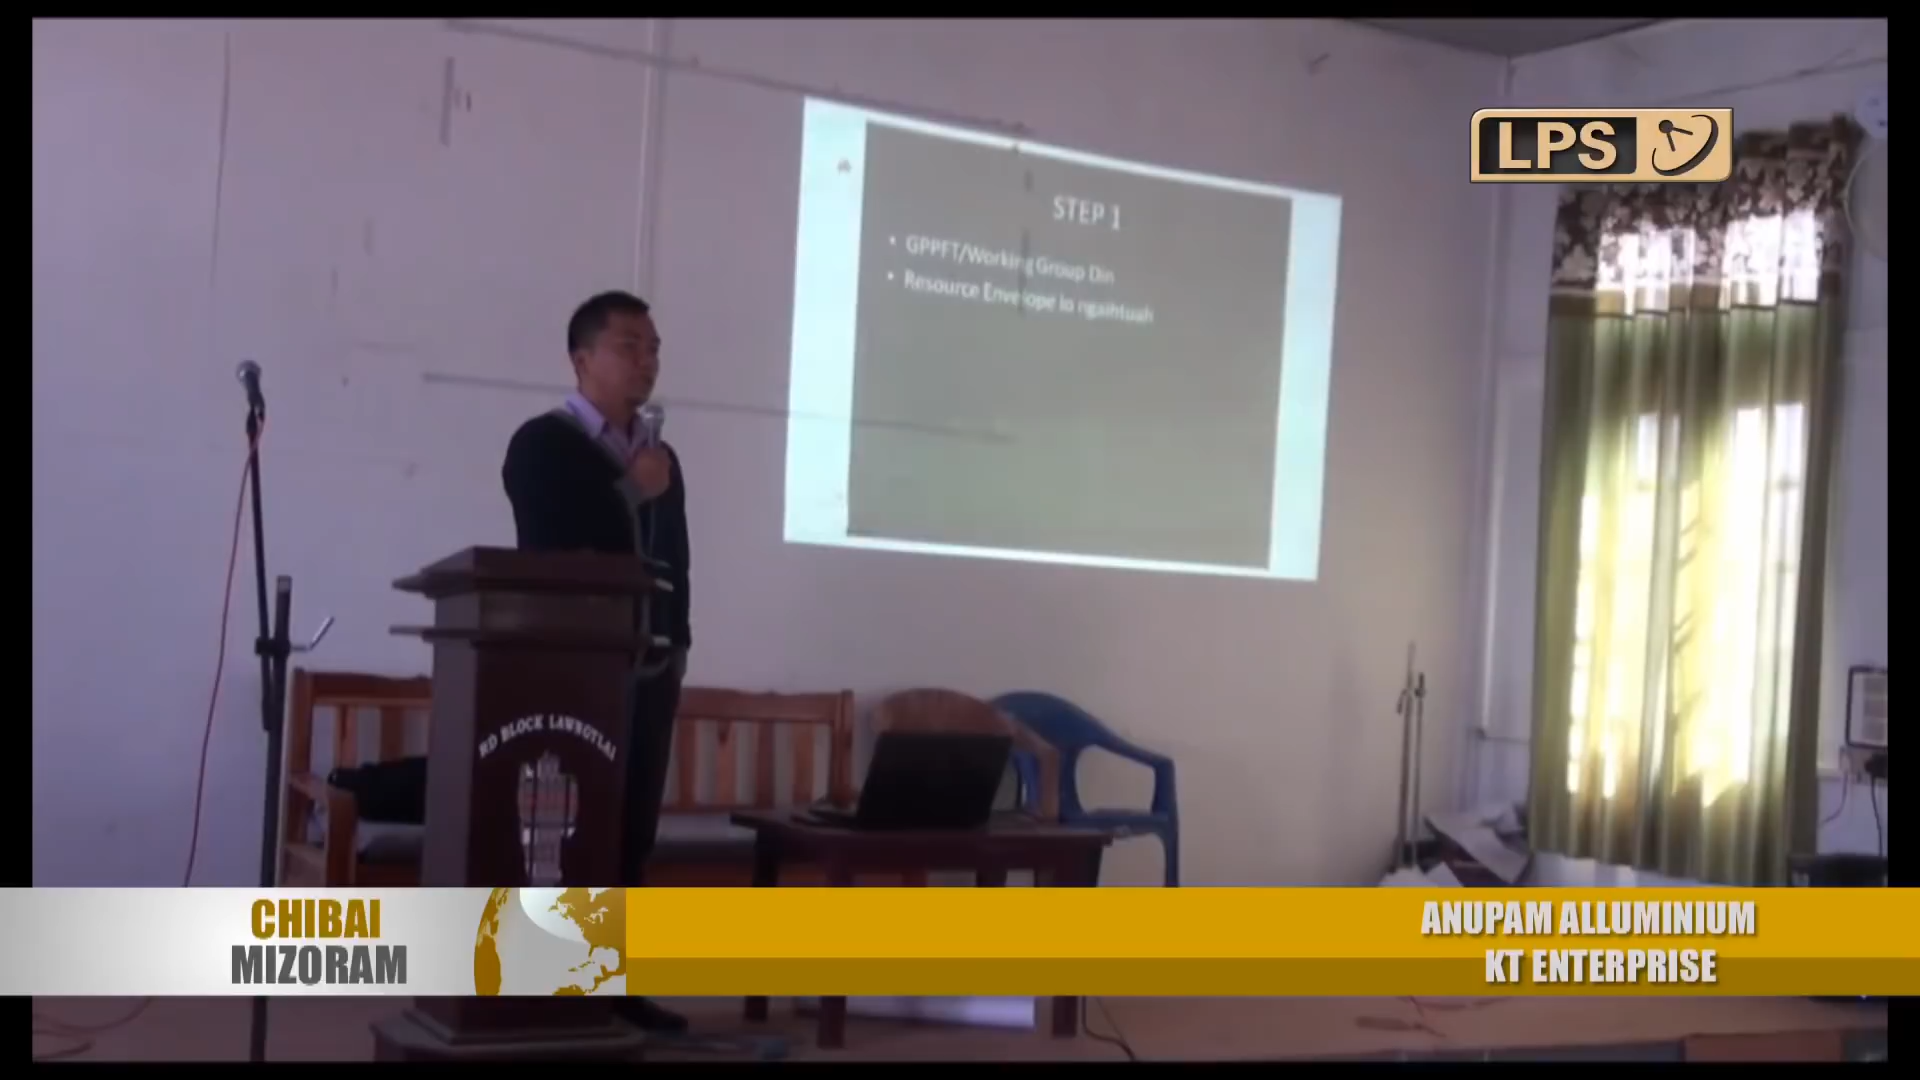 LPS
STEP 1
• GPPFT/Working Group Din
• Resource Envelope lo ngaihtuah
RD BLOCK LAWNGTLAI
CHIBAI
MIZORAM
ANUPAM ALLUMINIUM
KT ENTERPRISE